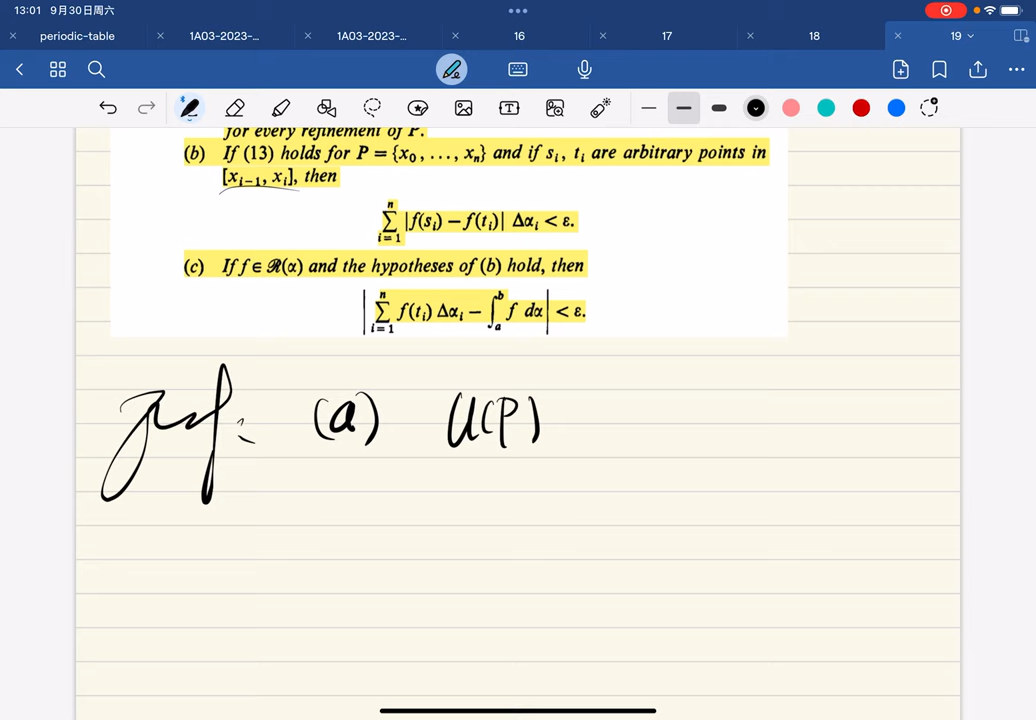 13:01 9月30日周六
periodic-table 1A03-2023-... 1A03-2023-... 16 17 18 19
for every refinement of P.
(b) If (13) holds for P = {x₀, . . . , xₙ} and if sᵢ, tᵢ are arbitrary points in
[xᵢ₋₁, xᵢ], then
∑ᵢ₌₁ⁿ |f(sᵢ) − f(tᵢ)| Δαᵢ < ε.
(c) If f ∈ ℛ(α) and the hypotheses of (b) hold, then
|∑ᵢ₌₁ⁿ f(tᵢ) Δαᵢ − ∫ₐᵇ f dα| < ε.
(a) U(P)